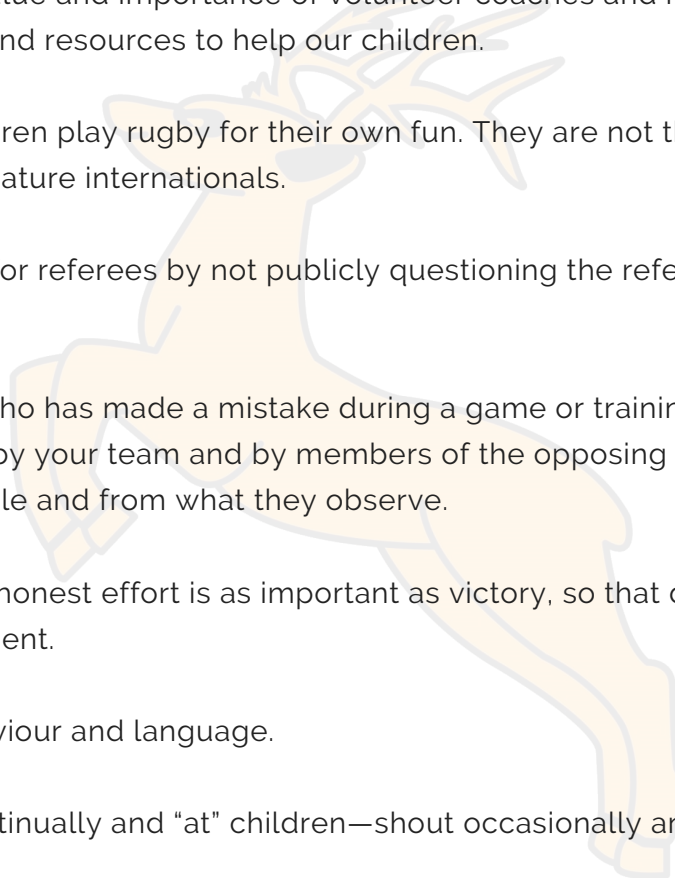 and importance of volunteer coaches and
nd resources to help our children.
ren play rugby for their own fun. They are not
ature internationals.
or referees by not publicly questioning the refe
ho has made a mistake during a game or trainin
by your team and by members of the opposing
le and from what they observe.
honest effort is as important as victory, so that
ent.
viour and language.
tinually and “at” children—shout occasionally